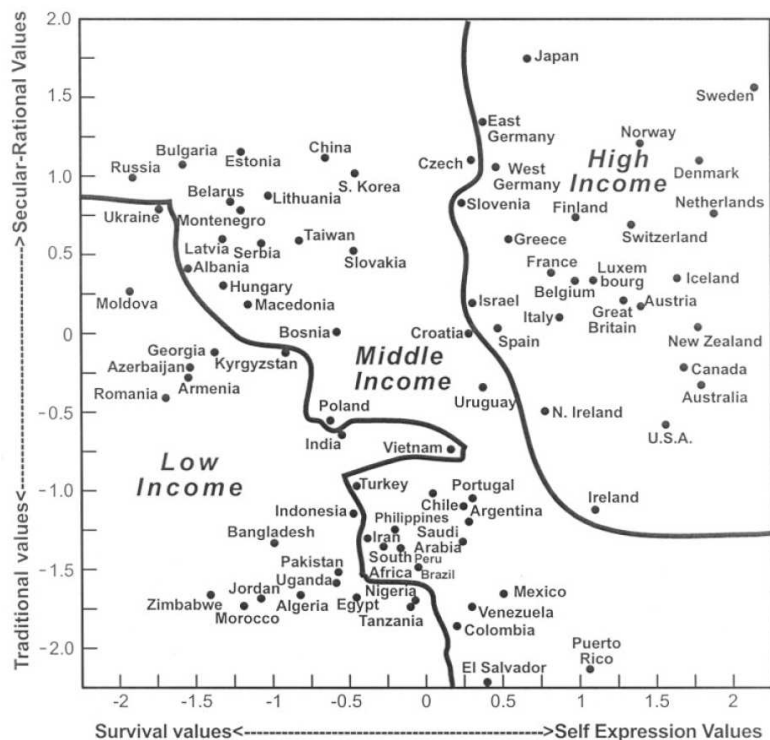 2.0
1.5
1.0
0.5
0
-0.5
-1.0
-1.5
-2.0
Traditional values<------------------------->Secular-Rational Values
Japan
Sweden
East
Germany
Norway
China
Bulgaria
Estonia
Russia
S. Korea
Czech
West
Germany
High
Income
Denmark
Belarus
Lithuania
Slovenia
Finland
Netherlands
Ukraine
Montenegro
Switzerland
Latvia
Serbia
Taiwan
Slovakia
Greece
Albania
France
Luxem
bourg
Iceland
Hungary
Belgium
Moldova
Macedonia
Israel
Italy
Great
Britain
Austria
Bosnia
Croatia
Spain
New Zealand
Georgia
Kyrgyzstan
Middle
Income
Azerbaijan
Armenia
Canada
Romania
Uruguay
Australia
Poland
N. Ireland
India
U.S.A.
Vietnam
Low
Income
Turkey
Portugal
Ireland
Indonesia
Chile
Argentina
Philippines
Bangladesh
Iran
Saudi
Arabia
Pakistan
South
Africa
Peru
Brazil
Uganda
Jordan
Zimbabwe
Morocco
Algeria
Egypt
Nigeria
Tanzania
Mexico
Venezuela
Colombia
Puerto
Rico
El Salvador
-2 -1.5 -1.0 -0.5 0 0.5 1.0 1.5 2
Survival values<------------------------------------>Self Expression Values